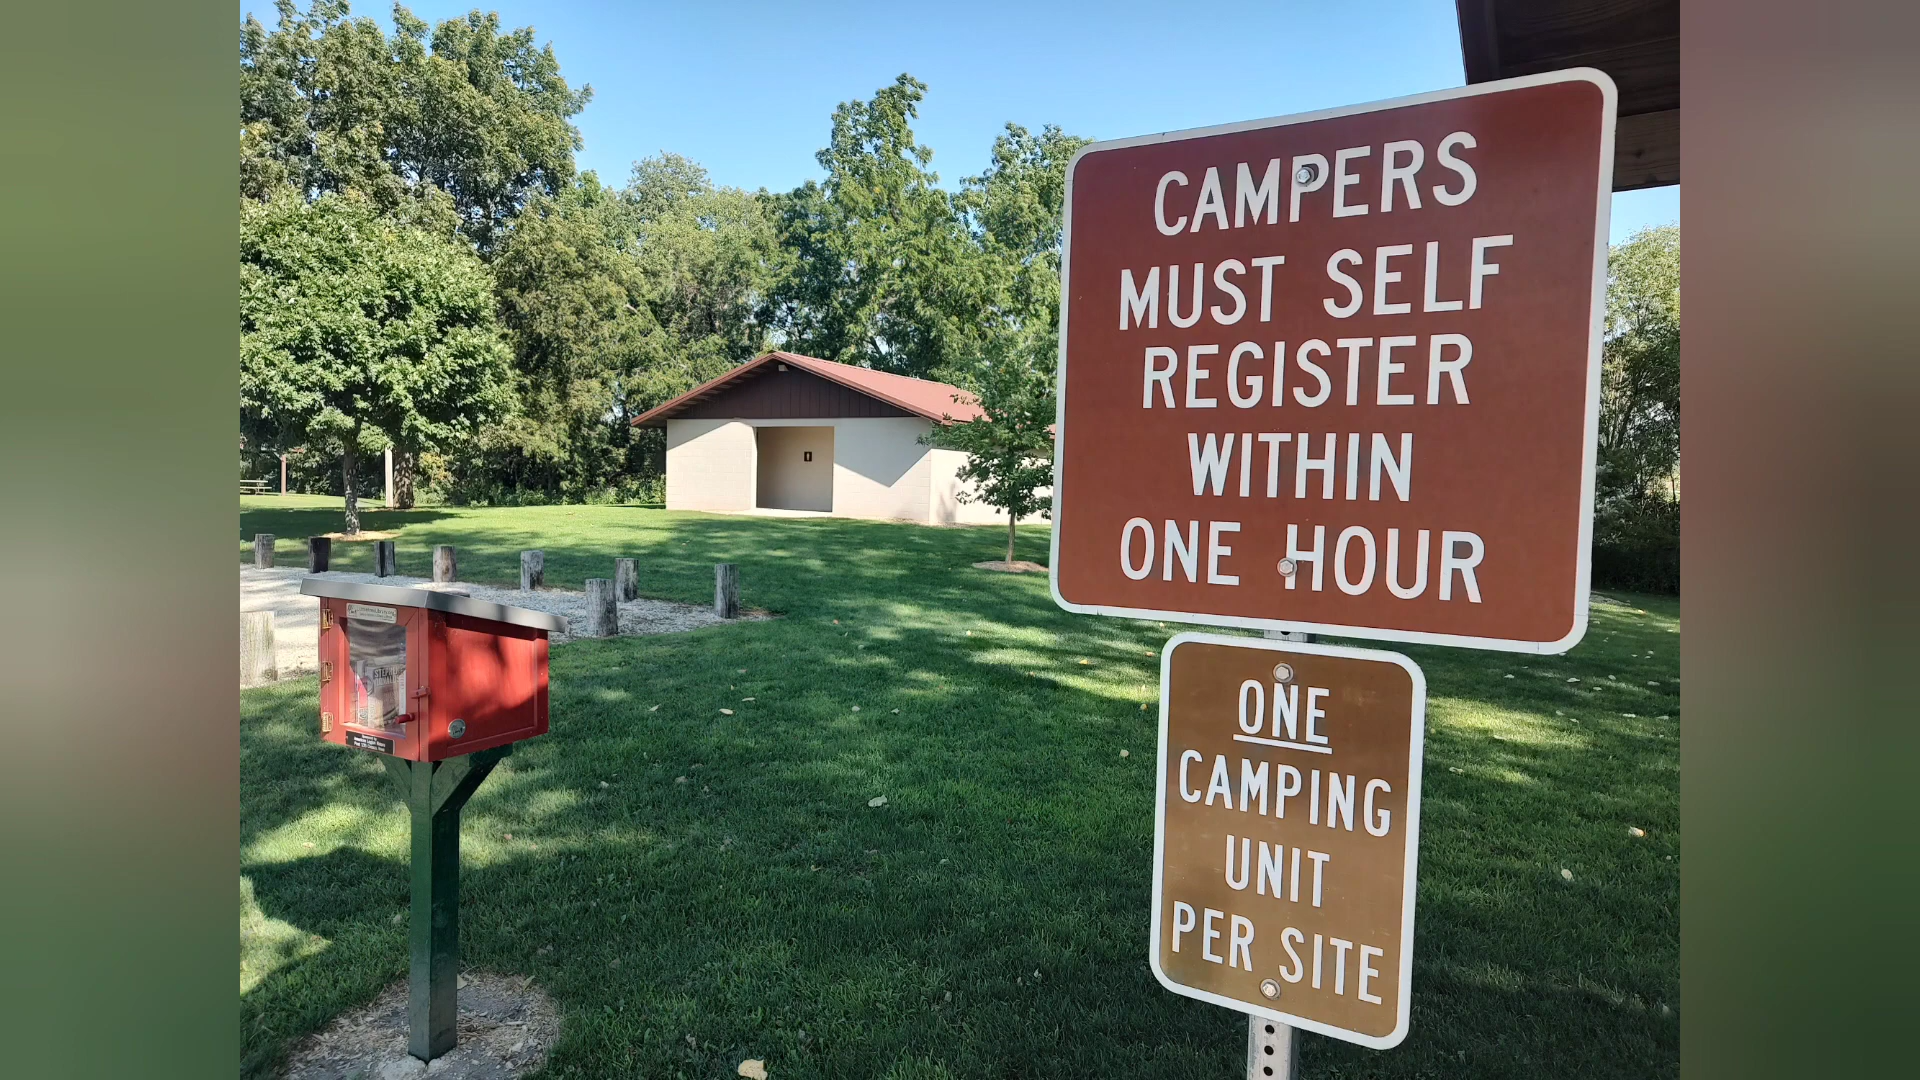 CAMPERS
MUST SELF
REGISTER
WITHIN
ONE HOUR
ONE
CAMPING
UNIT
PER SITE